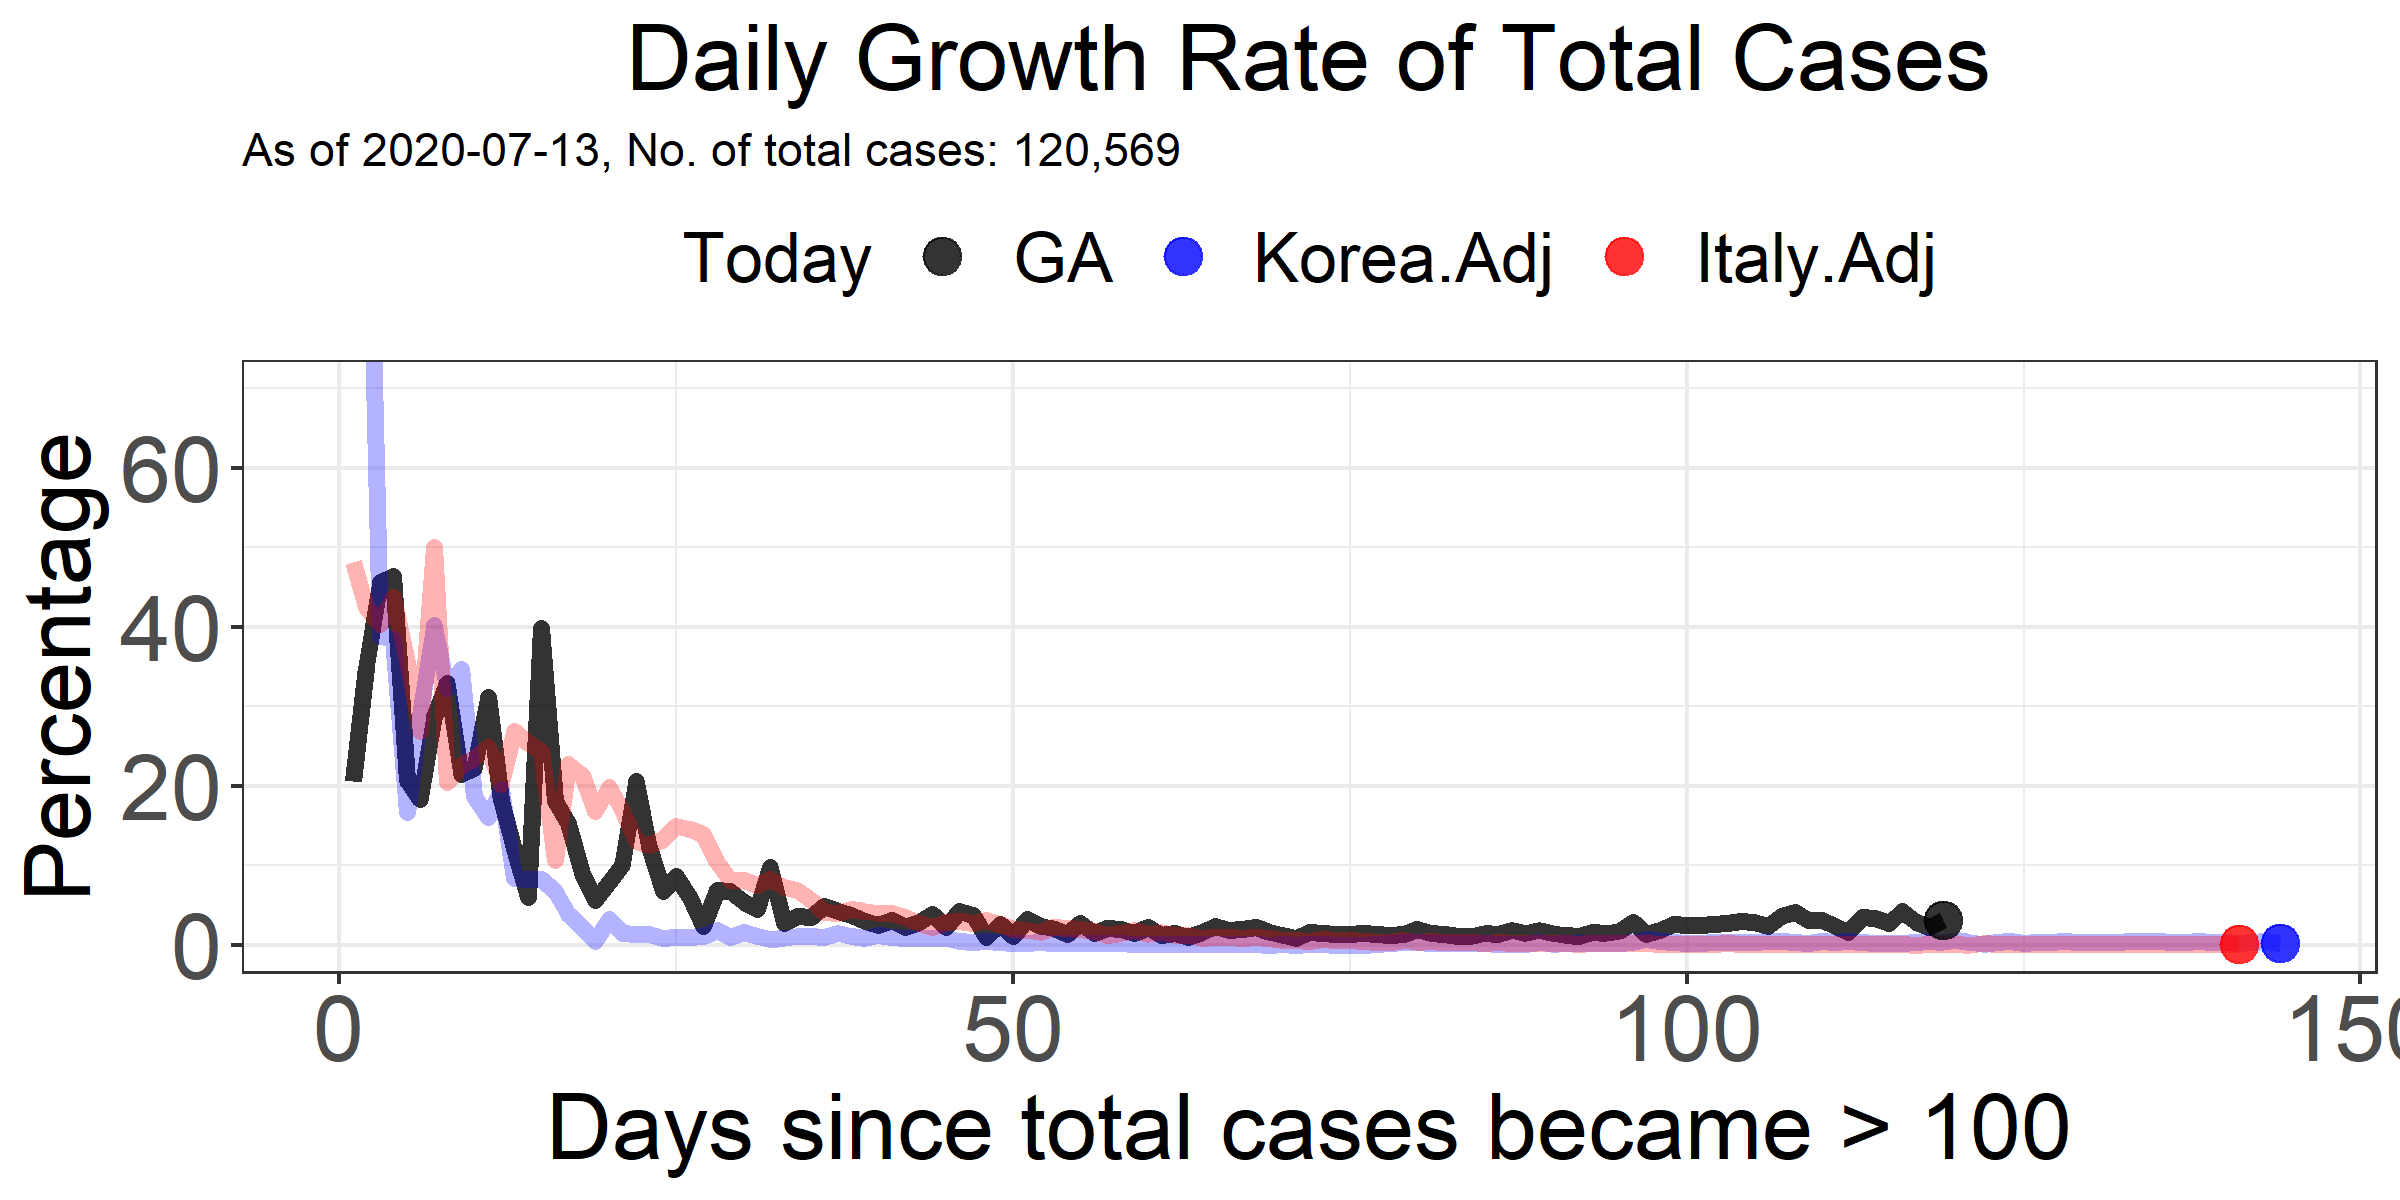 Daily Growth Rate of Total Cases
As of 2020-07-13, No. of total cases: 120,569
Today GA Korea.Adj Italy.Adj
Percentage
60
40
20
0
0 50 100 150
Days since total cases became > 100